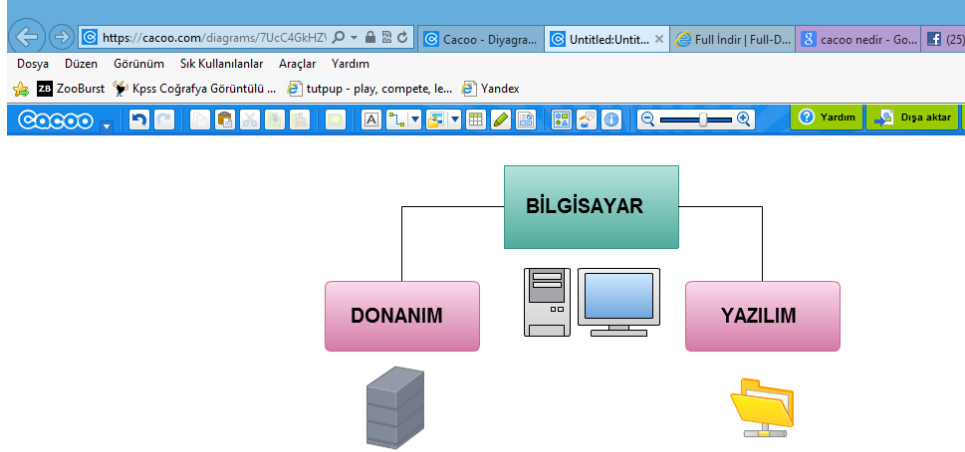 https://cacoo.com/diagrams/7UcC4GkHZ\
Cacoo - Diyagra...
Untitled:Untit...
Full İndir | Full-D...
cacoo nedir - Go...
(25)
Dosya Düzen Görünüm Sık Kullanılanlar Araçlar Yardım
ZB ZooBurst Kpss Coğrafya Görüntülü ... tutpup - play, compete, le... Yandex
Cacoo A Yardım Dışa aktar
BİLGİSAYAR
DONANIM YAZILIM